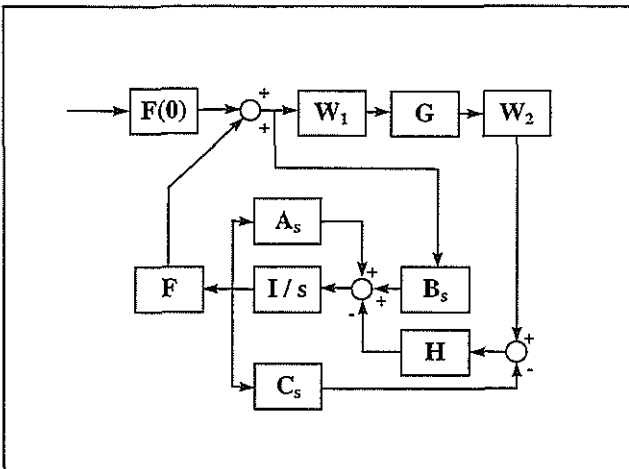 F(0)
+
+
W₁
G
W₂
Aₛ
F
I / s
+
+
-
Bₛ
H
+
-
Cₛ